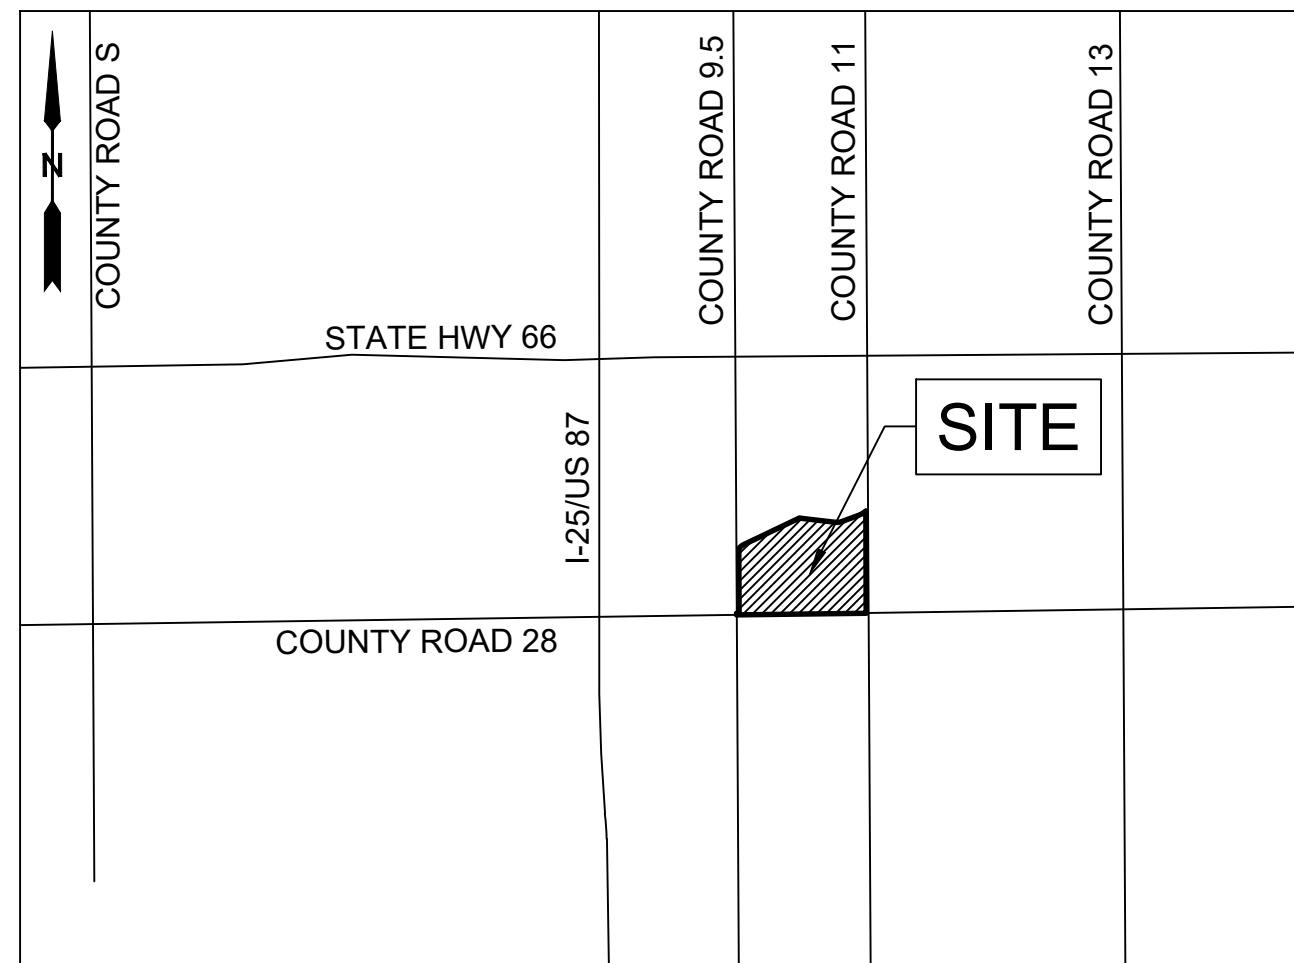 N
COUNTY ROAD S
COUNTY ROAD 9.5
COUNTY ROAD 11
COUNTY ROAD 13
STATE HWY 66
I-25/US 87
SITE
COUNTY ROAD 28